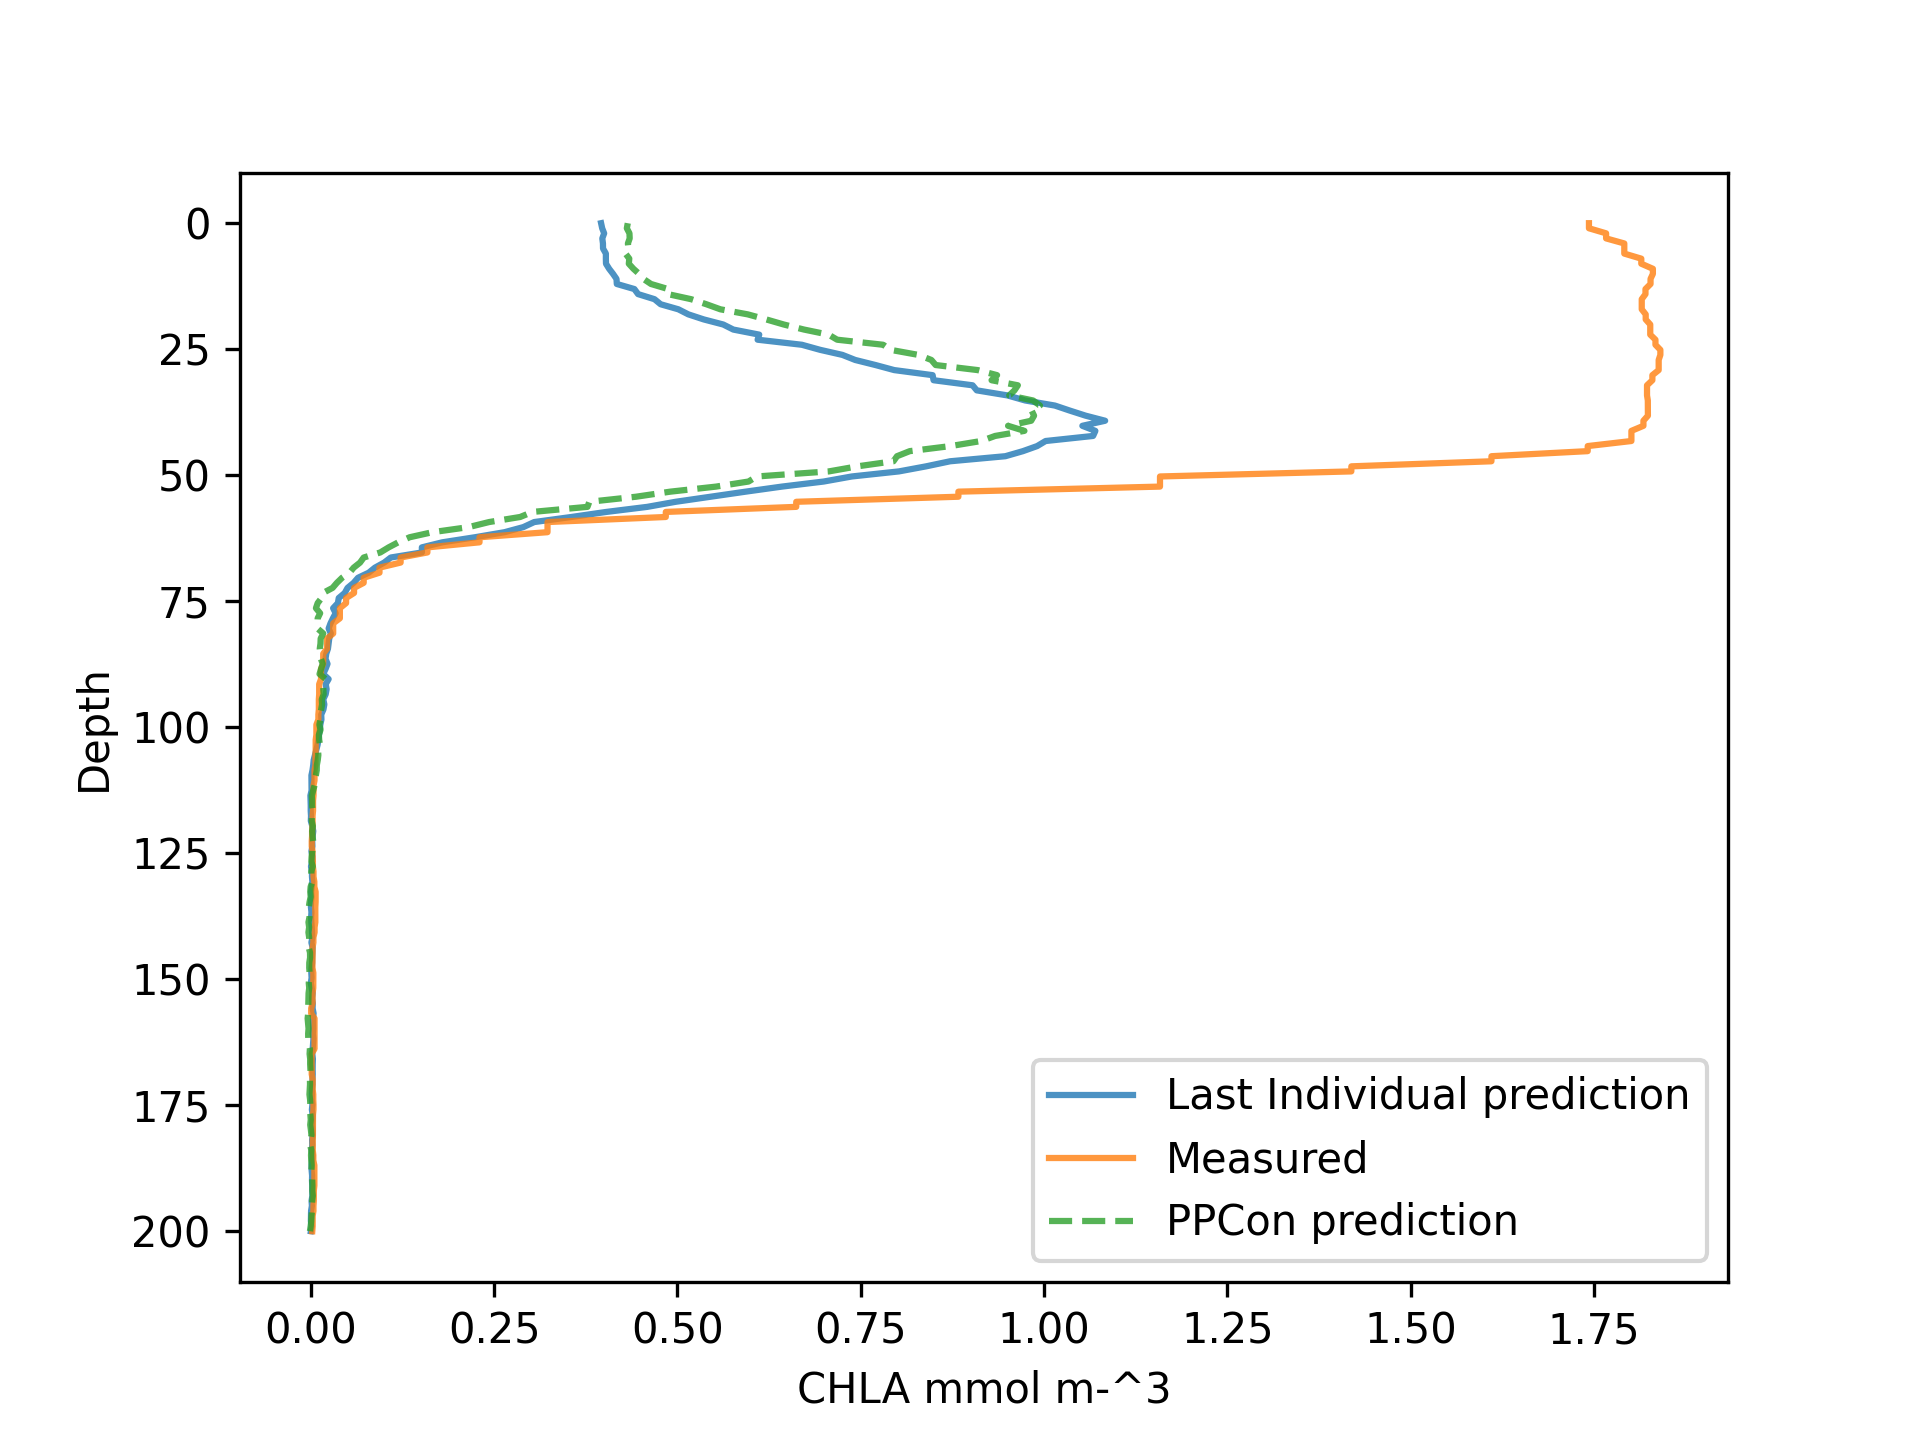 0
25
50
75
100
125
150
175
200
Depth
0.00 0.25 0.50 0.75 1.00 1.25 1.50 1.75
CHLA mmol m-^3
Last Individual prediction
Measured
PPCon prediction